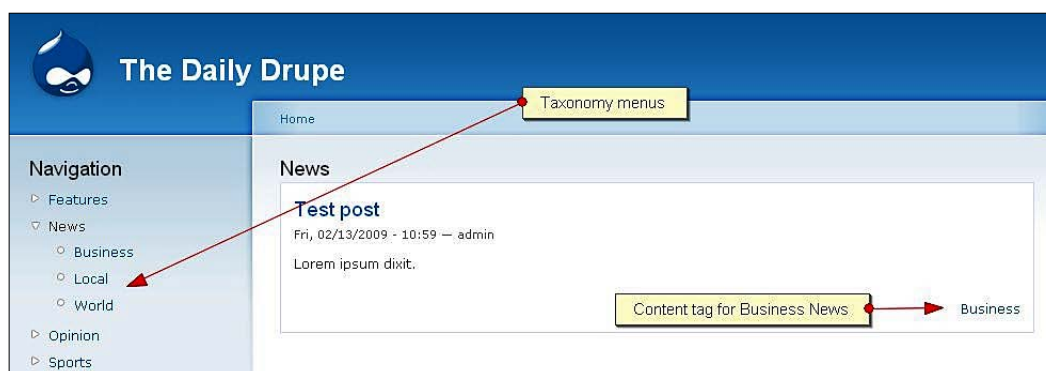 The Daily Drupe
Taxonomy menus
Home
Navigation
Features
News
Business
Local
World
Opinion
Sports
News
Test post
Fri, 02/13/2009 - 10:59 — admin
Lorem ipsum dixit.
Content tag for Business News
Business